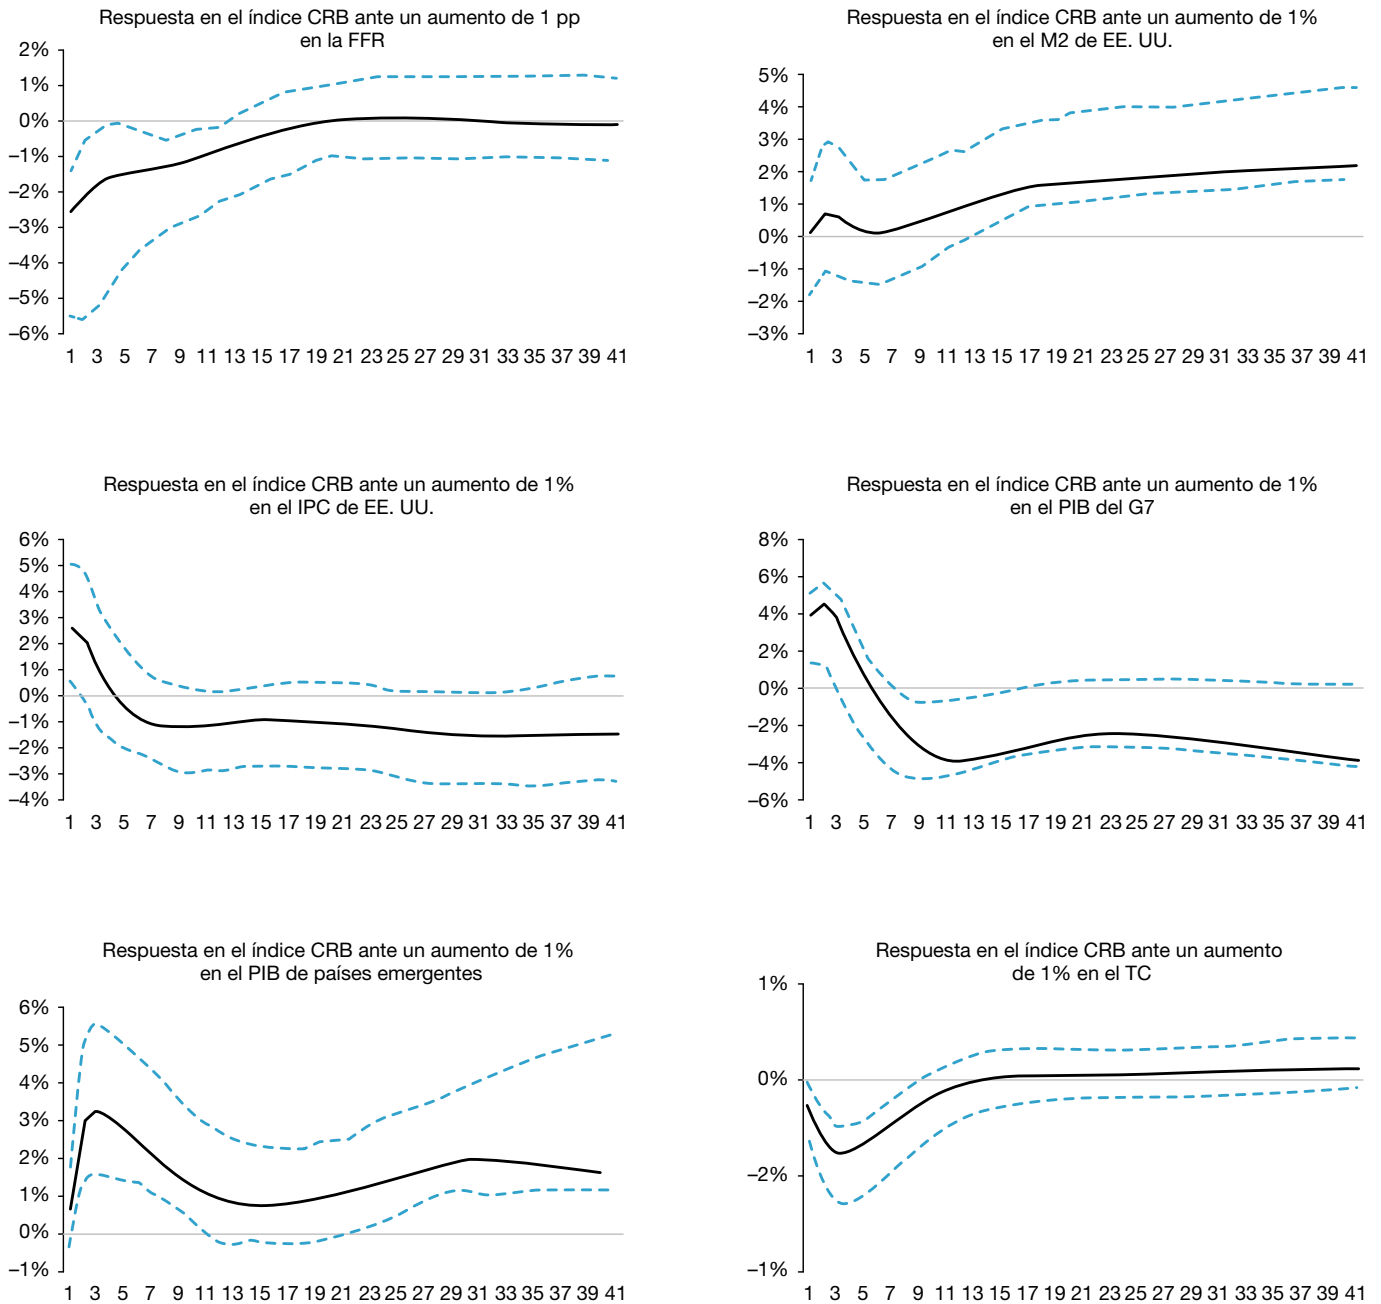 Respuesta en el índice CRB ante un aumento de 1 pp
en la FFR
2%
1%
0%
–1%
–2%
–3%
–4%
–5%
–6%
1 3 5 7 9 11 13 15 17 19 21 23 25 27 29 31 33 35 37 39 41
Respuesta en el índice CRB ante un aumento de 1%
en el M2 de EE. UU.
5%
4%
3%
2%
1%
0%
–1%
–2%
–3%
1 3 5 7 9 11 13 15 17 19 21 23 25 27 29 31 33 35 37 39 41
Respuesta en el índice CRB ante un aumento de 1%
en el IPC de EE. UU.
6%
5%
4%
3%
2%
1%
0%
–1%
–2%
–3%
–4%
1 3 5 7 9 11 13 15 17 19 21 23 25 27 29 31 33 35 37 39 41
Respuesta en el índice CRB ante un aumento de 1%
en el PIB del G7
8%
6%
4%
2%
0%
–2%
–4%
–6%
1 3 5 7 9 11 13 15 17 19 21 23 25 27 29 31 33 35 37 39 41
Respuesta en el índice CRB ante un aumento de 1%
en el PIB de países emergentes
6%
5%
4%
3%
2%
1%
0%
–1%
1 3 5 7 9 11 13 15 17 19 21 23 25 27 29 31 33 35 37 39 41
Respuesta en el índice CRB ante un aumento
de 1% en el TC
1%
0%
–2%
–1%
1 3 5 7 9 11 13 15 17 19 21 23 25 27 29 31 33 35 37 39 41